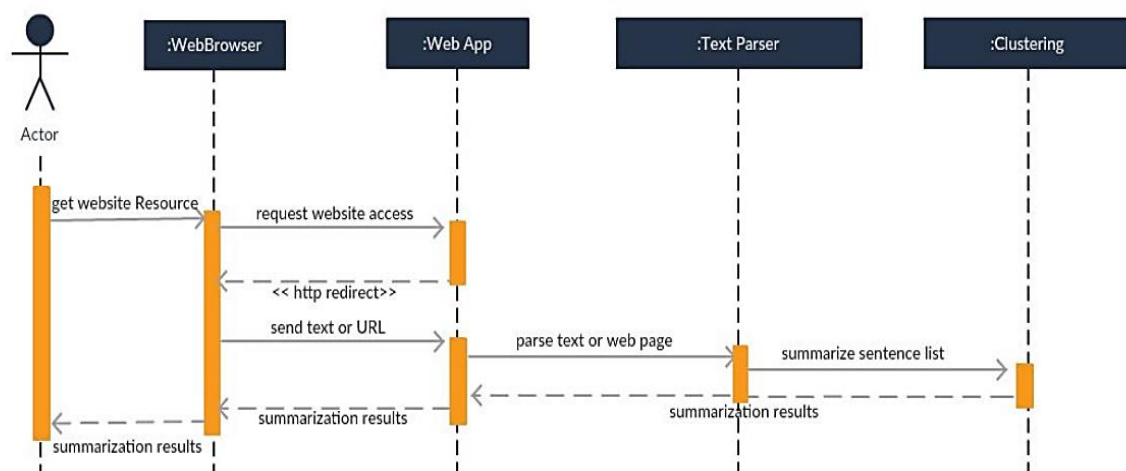 :WebBrowser
:Web App
:Text Parser
:Clustering
Actor
get website Resource
request website access
<< http redirect>>
send text or URL
parse text or web page
summarize sentence list
summarization results
summarization results
summarization results